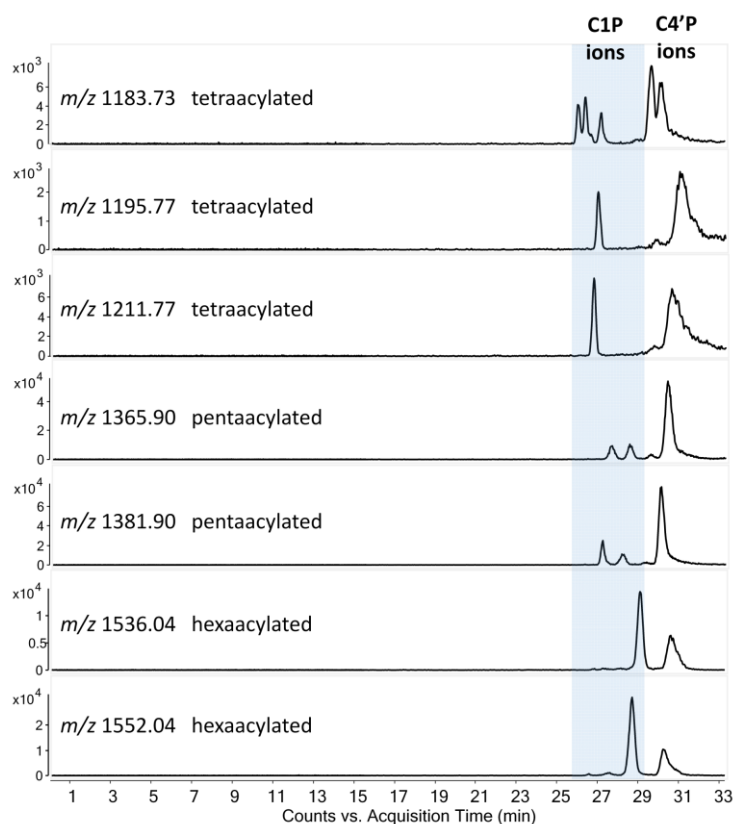 C1P ions
C4'P ions
x10³
6
4
2
0
m/z 1183.73 tetraacylated
x10³
2
1
0
m/z 1195.77 tetraacylated
x10³
6
4
2
0
m/z 1211.77 tetraacylated
x10⁴
4
2
0
m/z 1365.90 pentaacylated
x10⁴
6
4
2
0
m/z 1381.90 pentaacylated
x10⁴
1
0.5
0
m/z 1536.04 hexaacylated
x10⁴
2
1
0
m/z 1552.04 hexaacylated
1 3 5 7 9 11 13 15 17 19 21 23 25 27 29 31 33
Counts vs. Acquisition Time (min)